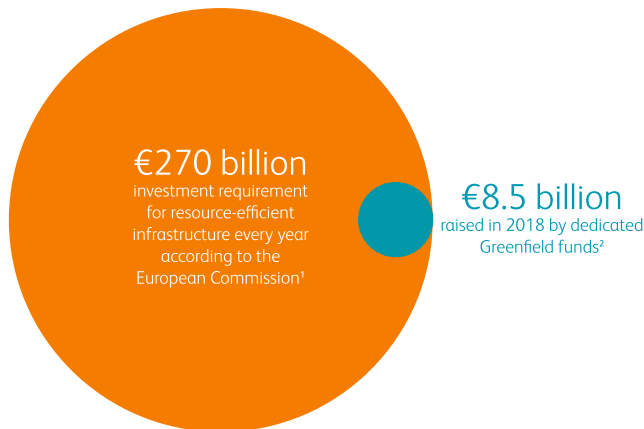 €270 billion
investment requirement
for resource-efficient
infrastructure every year
according to the
European Commission¹
€8.5 billion
raised in 2018 by dedicated
Greenfield funds²